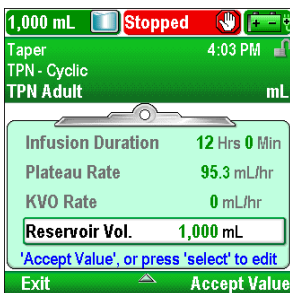 1,000 mL Stopped
Taper 4:03 PM
TPN - Cyclic
TPN Adult mL
Infusion Duration 12 Hrs 0 Min
Plateau Rate 95.3 mL/hr
KVO Rate 0 mL/hr
Reservoir Vol. 1,000 mL
'Accept Value', or press 'select' to edit
Exit Accept Value